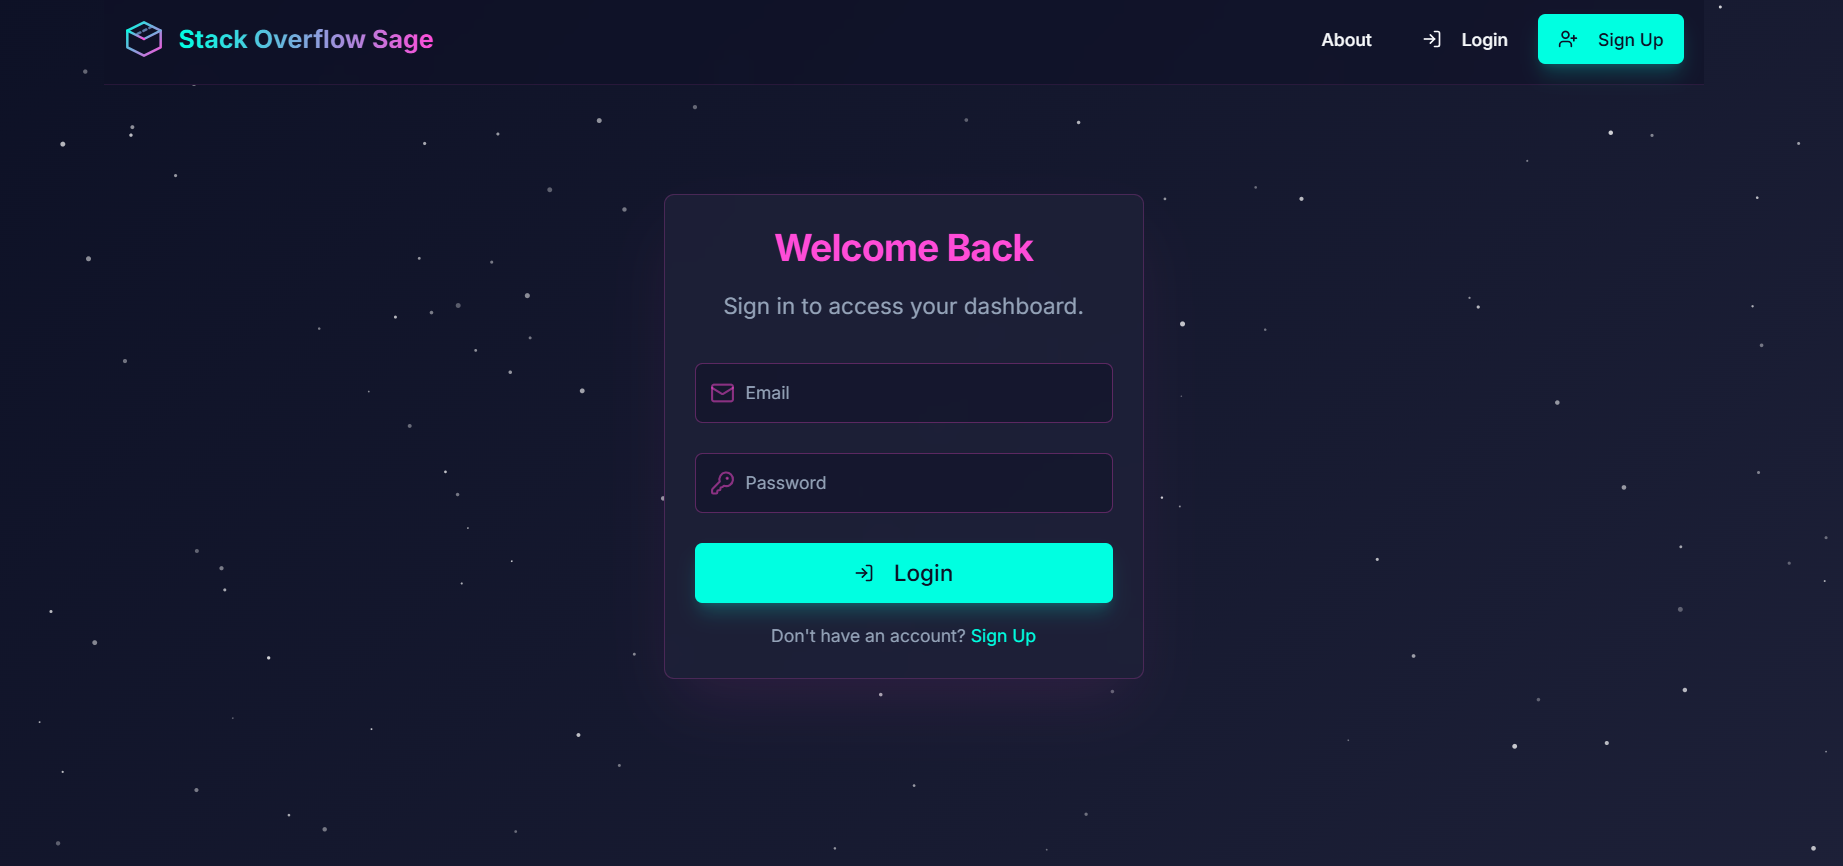 Stack Overflow Sage
About
Login
Sign Up
Welcome Back
Sign in to access your dashboard.
Email
Password
Login
Don't have an account? Sign Up